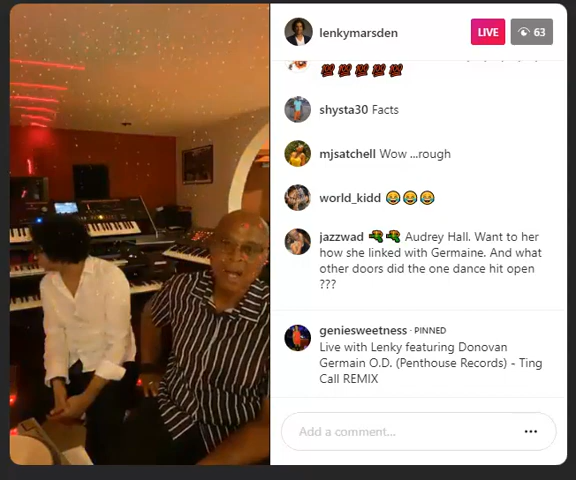 lenkymarsden
LIVE
63
💯 💯 💯 💯 💯
shysta30 Facts
mjsatchell Wow ...rough
world_kidd 😂😂😂
jazzwad 🔫🔫 Audrey Hall. Want to her
how she linked with Germaine. And what
other doors did the one dance hit open
???
geniesweetness · PINNED
Live with Lenky featuring Donovan
Germain O.D. (Penthouse Records) - Ting
Call REMIX
Add a comment...